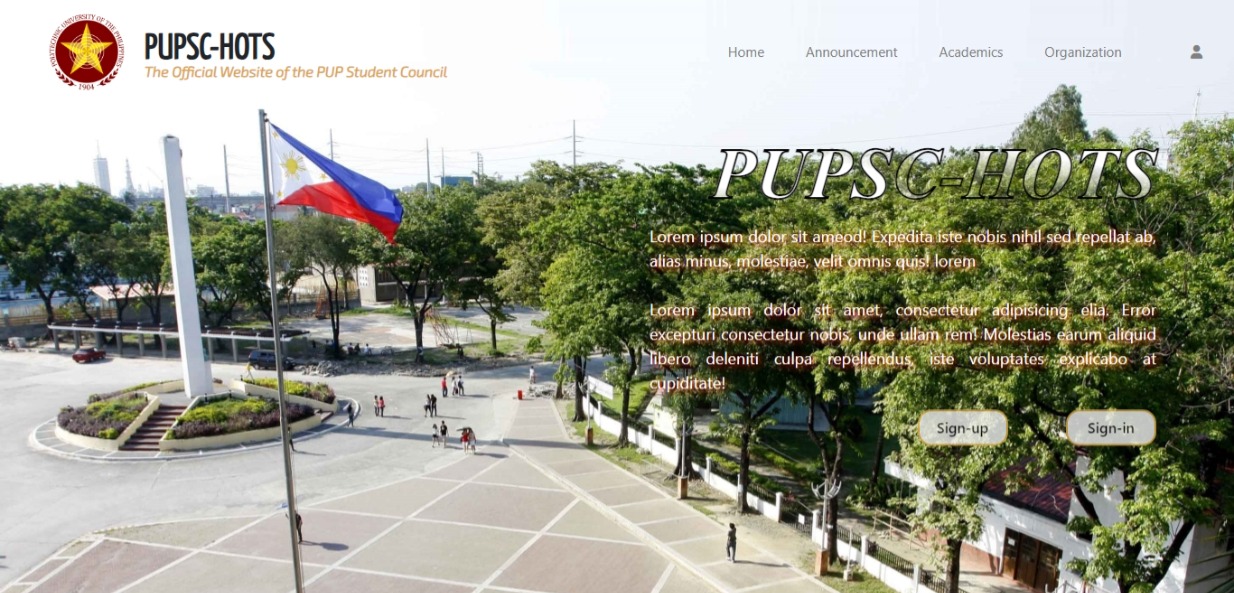 POLYTECHNIC UNIVERSITY OF THE PHILIPPINES
1904
PUPSC-HOTS
The Official Website of the PUP Student Council
Home
Announcement
Academics
Organization
PUPSC-HOTS
Lorem ipsum dolor sit ameod! Expedita iste nobis nihil sed repellat ab,
alias minus, molestiae, velit omnis quis! lorem
Lorem ipsum dolor sit amet, consectetur adipisicing elia. Error
excepturi consectetur nobis, unde ullam rem! Molestias earum aliquid
libero deleniti culpa repellendus, iste voluptates explicabo at
cupiditate!
Sign-up
Sign-in